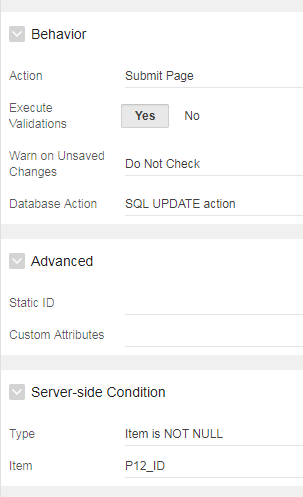 Behavior
Action Submit Page
Execute
Validations Yes No
Warn on Unsaved
Changes Do Not Check
Database Action SQL UPDATE action
Advanced
Static ID
Custom Attributes
Server-side Condition
Type Item is NOT NULL
Item P12_ID